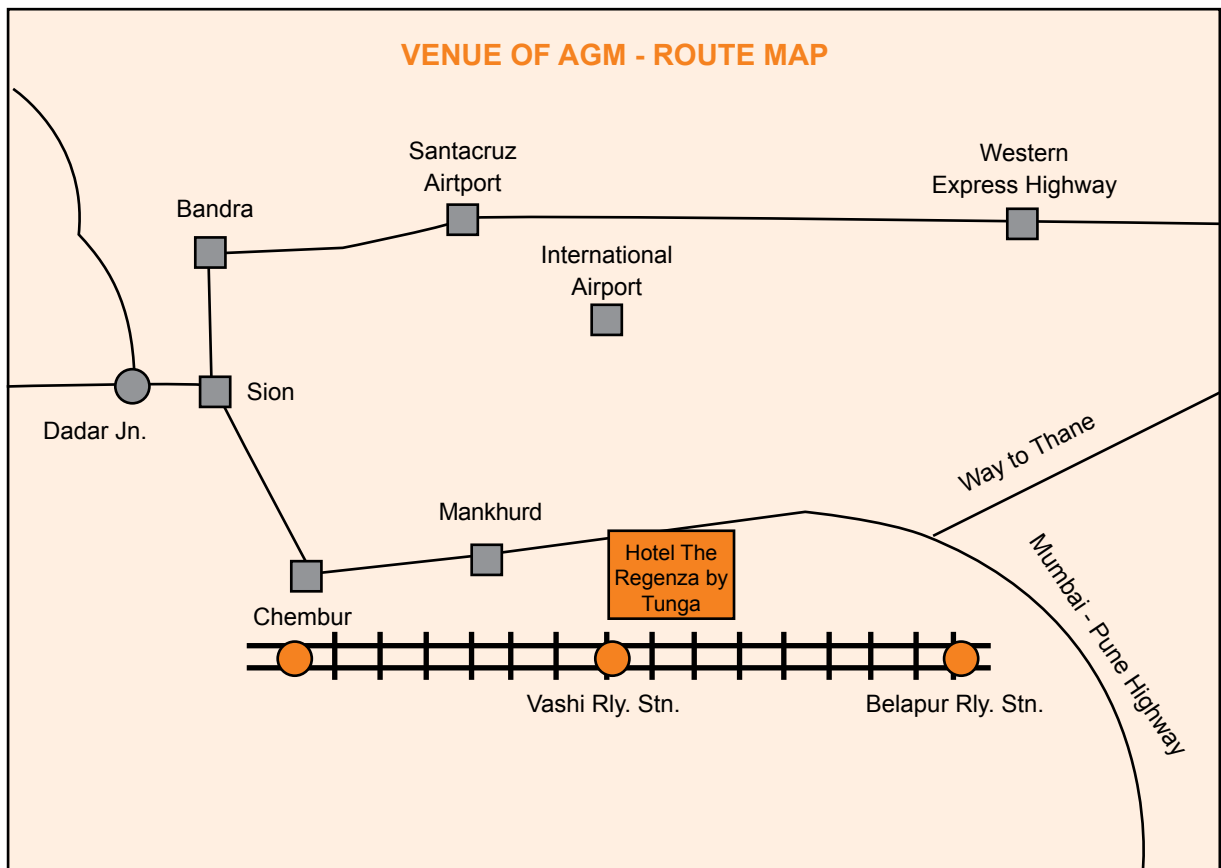 VENUE OF AGM - ROUTE MAP
Santacruz
Airtport
Western
Express Highway
Bandra
International
Airport
Sion
Dadar Jn.
Way to Thane
Mankhurd
Hotel The
Regenza by
Tunga
Mumbai - Pune Highway
Chembur
Vashi Rly. Stn.
Belapur Rly. Stn.